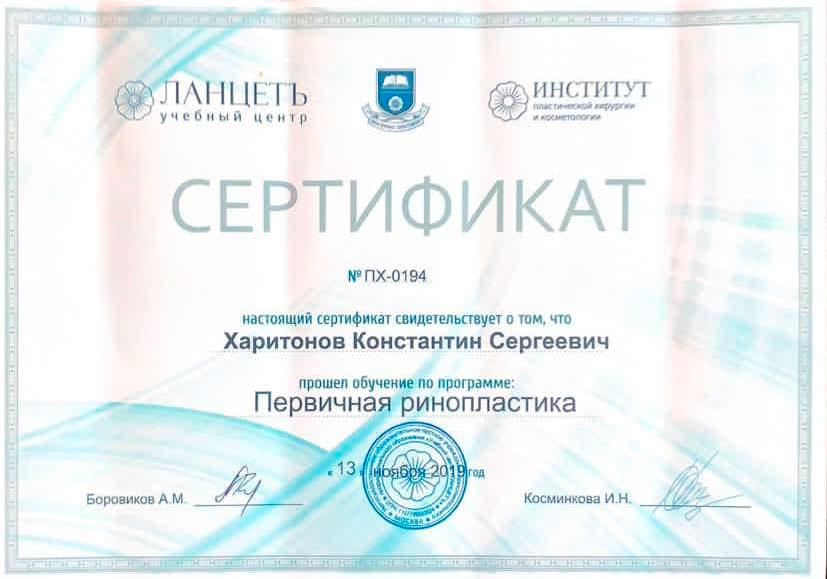 ЛАНЦЕТЪ
учебный центр
ИНСТИТУТ
пластической хирургии
и косметологии
СЕРТИФИКАТ
№ ПХ-0194
настоящий сертификат свидетельствует о том, что
Харитонов Константин Сергеевич
прошел обучение по программе:
Первичная ринопластика
« 13 » ноября 2019 год
Боровиков А.М.
Косминкова И.Н.
МОСКВА